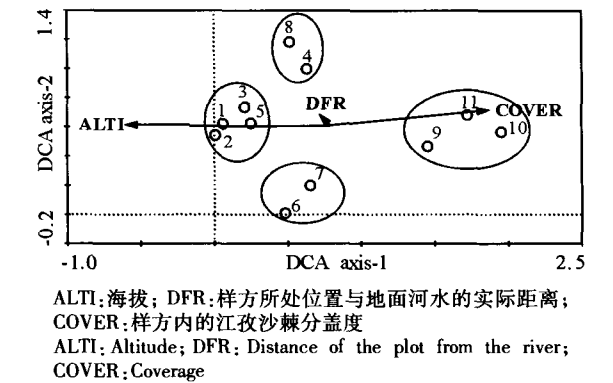 1.4
8
4
3
1
5
2
DFR
ALTI
COVER
11
9
10
7
6
DCA axis-2
-0.2
-1.0
DCA axis-1
2.5
ALTI:海拔；DFR:样方所处位置与地面河水的实际距离；
COVER:样方内的江孜沙棘分盖度
ALTI: Altitude; DFR: Distance of the plot from the river;
COVER:Coverage